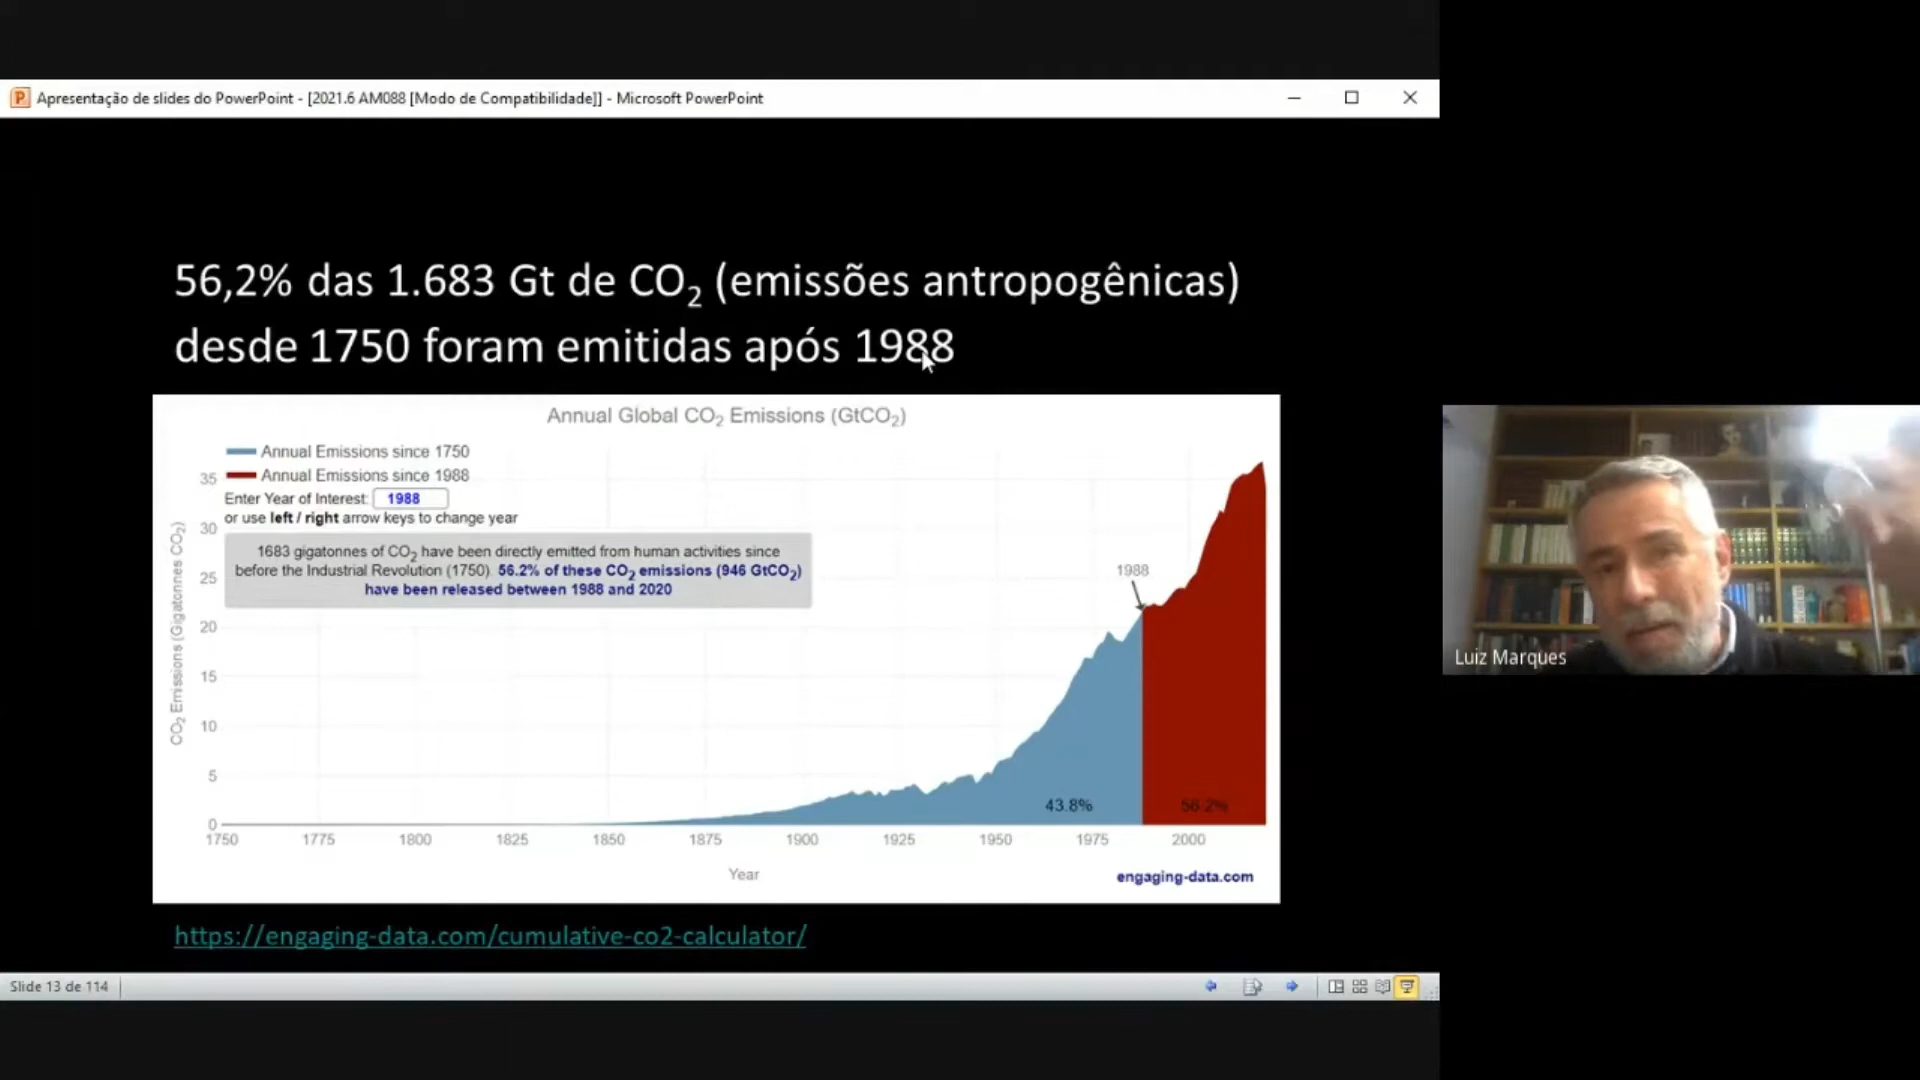 Apresentação de slides do PowerPoint - [2021.6 AM088 [Modo de Compatibilidade]] - Microsoft PowerPoint
56,2% das 1.683 Gt de CO₂ (emissões antropogênicas)
desde 1750 foram emitidas após 1988
Annual Global CO₂ Emissions (GtCO₂)
Annual Emissions since 1750
Annual Emissions since 1988
Enter Year of Interest: 1988
or use left / right arrow keys to change year
1683 gigatonnes of CO₂ have been directly emitted from human activities since
before the Industrial Revolution (1750). 56.2% of these CO₂ emissions (946 GtCO₂)
have been released between 1988 and 2020
CO₂ Emissions (Gigatonnes CO₂)
35
30
25
20
15
10
5
0
1988
43.8%
56.2%
1750 1775 1800 1825 1850 1875 1900 1925 1950 1975 2000
Year
engaging-data.com
https://engaging-data.com/cumulative-co2-calculator/
Slide 13 de 114
Luiz Marques